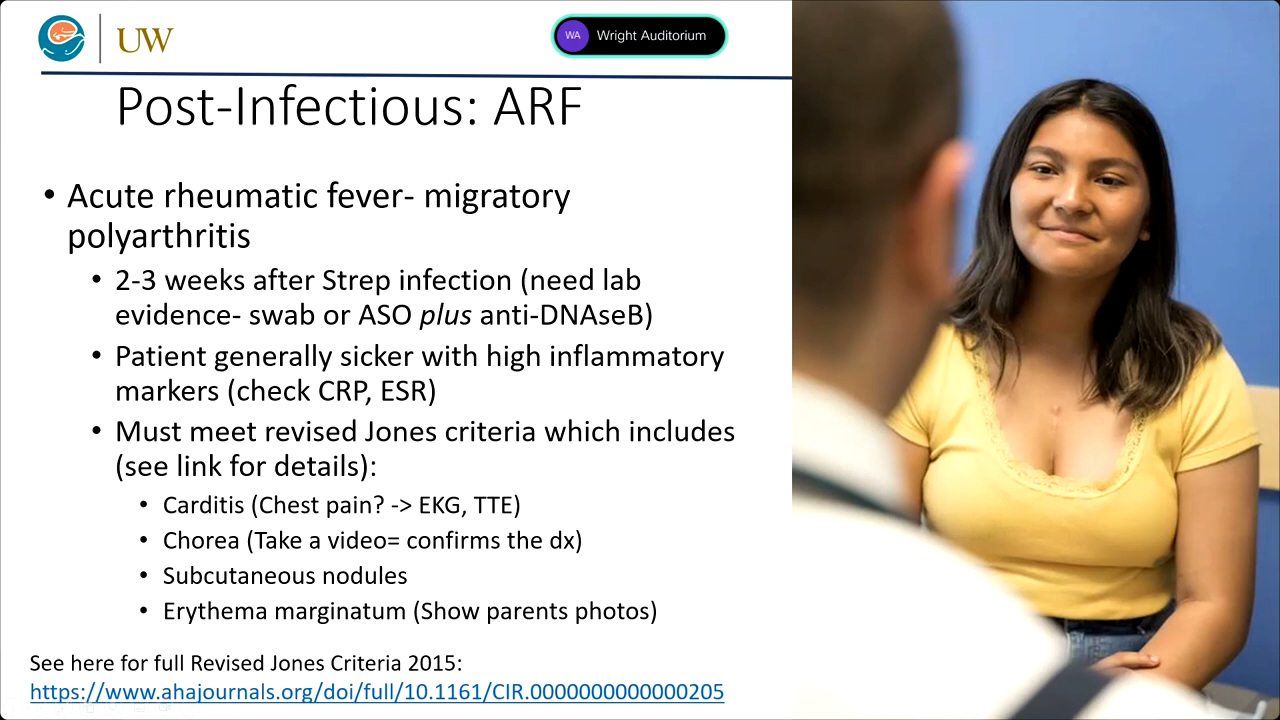 UW
WA Wright Auditorium
Post-Infectious: ARF
• Acute rheumatic fever- migratory
polyarthritis
• 2-3 weeks after Strep infection (need lab
evidence- swab or ASO plus anti-DNAseB)
• Patient generally sicker with high inflammatory
markers (check CRP, ESR)
• Must meet revised Jones criteria which includes
(see link for details):
• Carditis (Chest pain? -> EKG, TTE)
• Chorea (Take a video= confirms the dx)
• Subcutaneous nodules
• Erythema marginatum (Show parents photos)
See here for full Revised Jones Criteria 2015:
https://www.ahajournals.org/doi/full/10.1161/CIR.0000000000000205